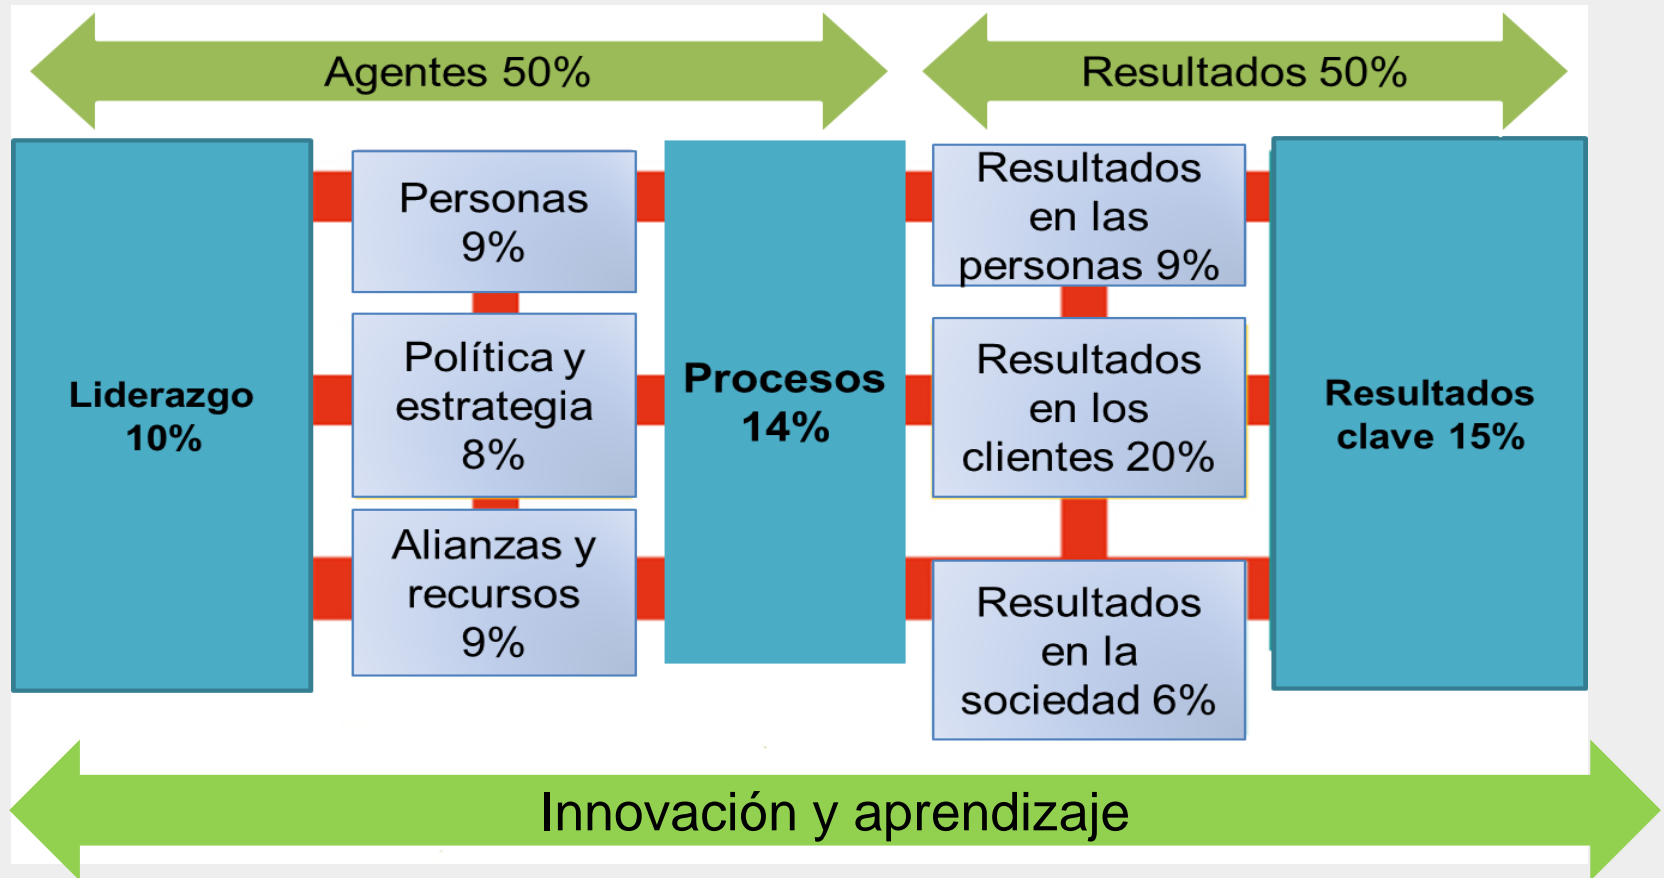 Agentes 50%
Resultados 50%
Liderazgo
10%
Personas
9%
Política y
estrategia
8%
Alianzas y
recursos
9%
Procesos
14%
Resultados
en las
personas 9%
Resultados
en los
clientes 20%
Resultados
en la
sociedad 6%
Resultados
clave 15%
Innovación y aprendizaje